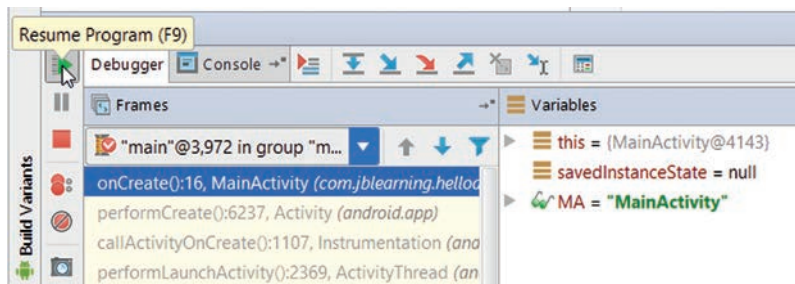 Resume Program (F9)
Debugger Console
Frames
Variables
"main"@3,972 in group "m...
this = {MainActivity@4143}
savedInstanceState = null
MA = "MainActivity"
onCreate():16, MainActivity (com.jblearning.helloc
performCreate():6237, Activity (android.app)
callActivityOnCreate():1107, Instrumentation (and
performLaunchActivity():2369, ActivityThread (an
Build Variants